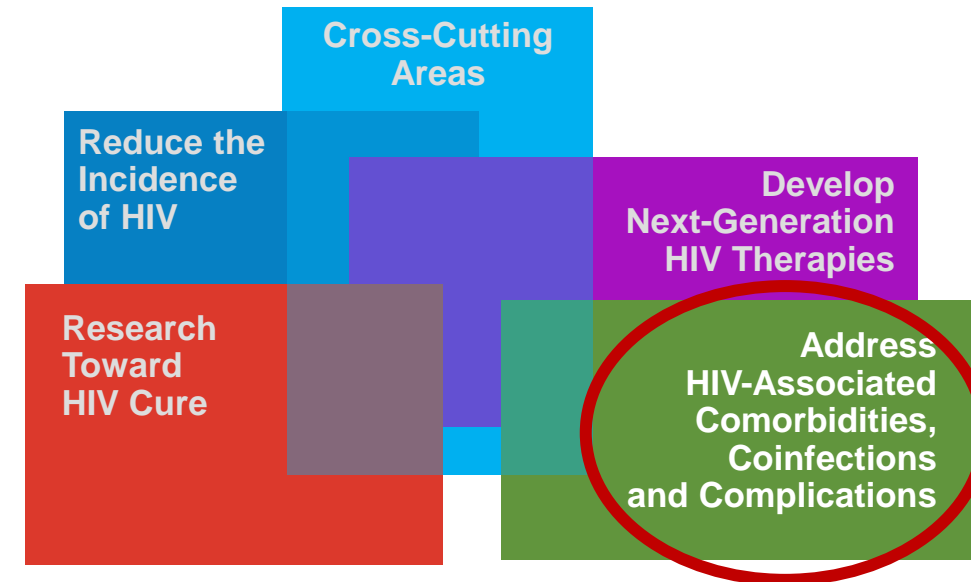 Cross-Cutting
Areas
Reduce the
Incidence
of HIV
Develop
Next-Generation
HIV Therapies
Research
Toward
HIV Cure
Address
HIV-Associated
Comorbidities,
Coinfections
and Complications